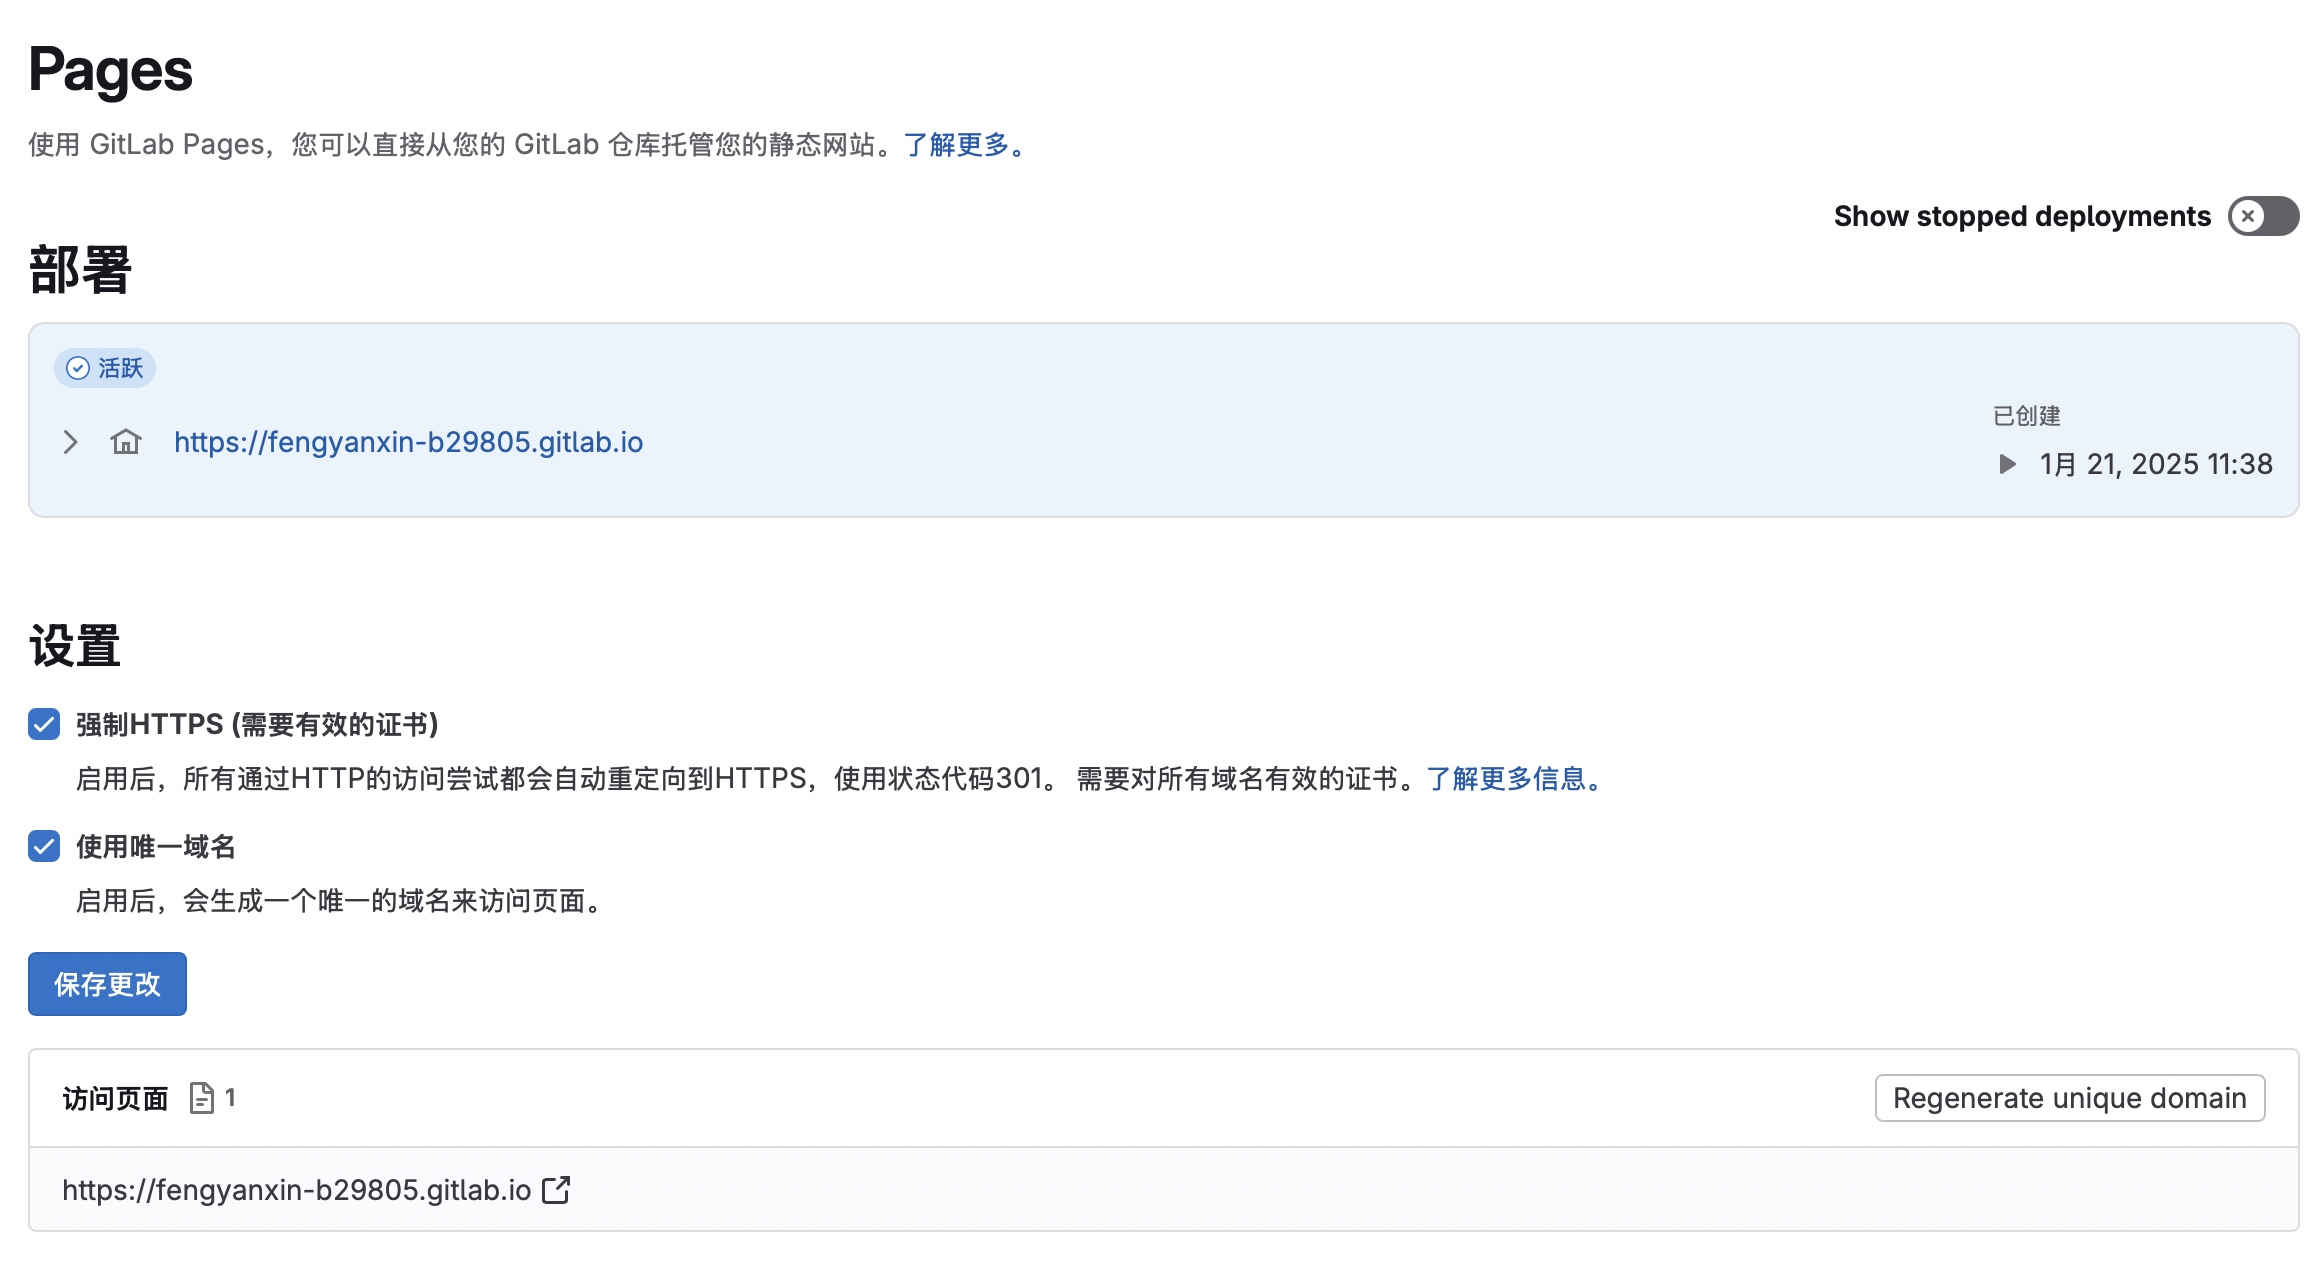 Pages
使用 GitLab Pages，您可以直接从您的 GitLab 仓库托管您的静态网站。了解更多。
Show stopped deployments
部署
活跃
https://fengyanxin-b29805.gitlab.io
已创建
1月 21, 2025 11:38
设置
强制HTTPS (需要有效的证书)
启用后，所有通过HTTP的访问尝试都会自动重定向到HTTPS，使用状态代码301。 需要对所有域名有效的证书。了解更多信息。
使用唯一域名
启用后，会生成一个唯一的域名来访问页面。
保存更改
访问页面 1
Regenerate unique domain
https://fengyanxin-b29805.gitlab.io